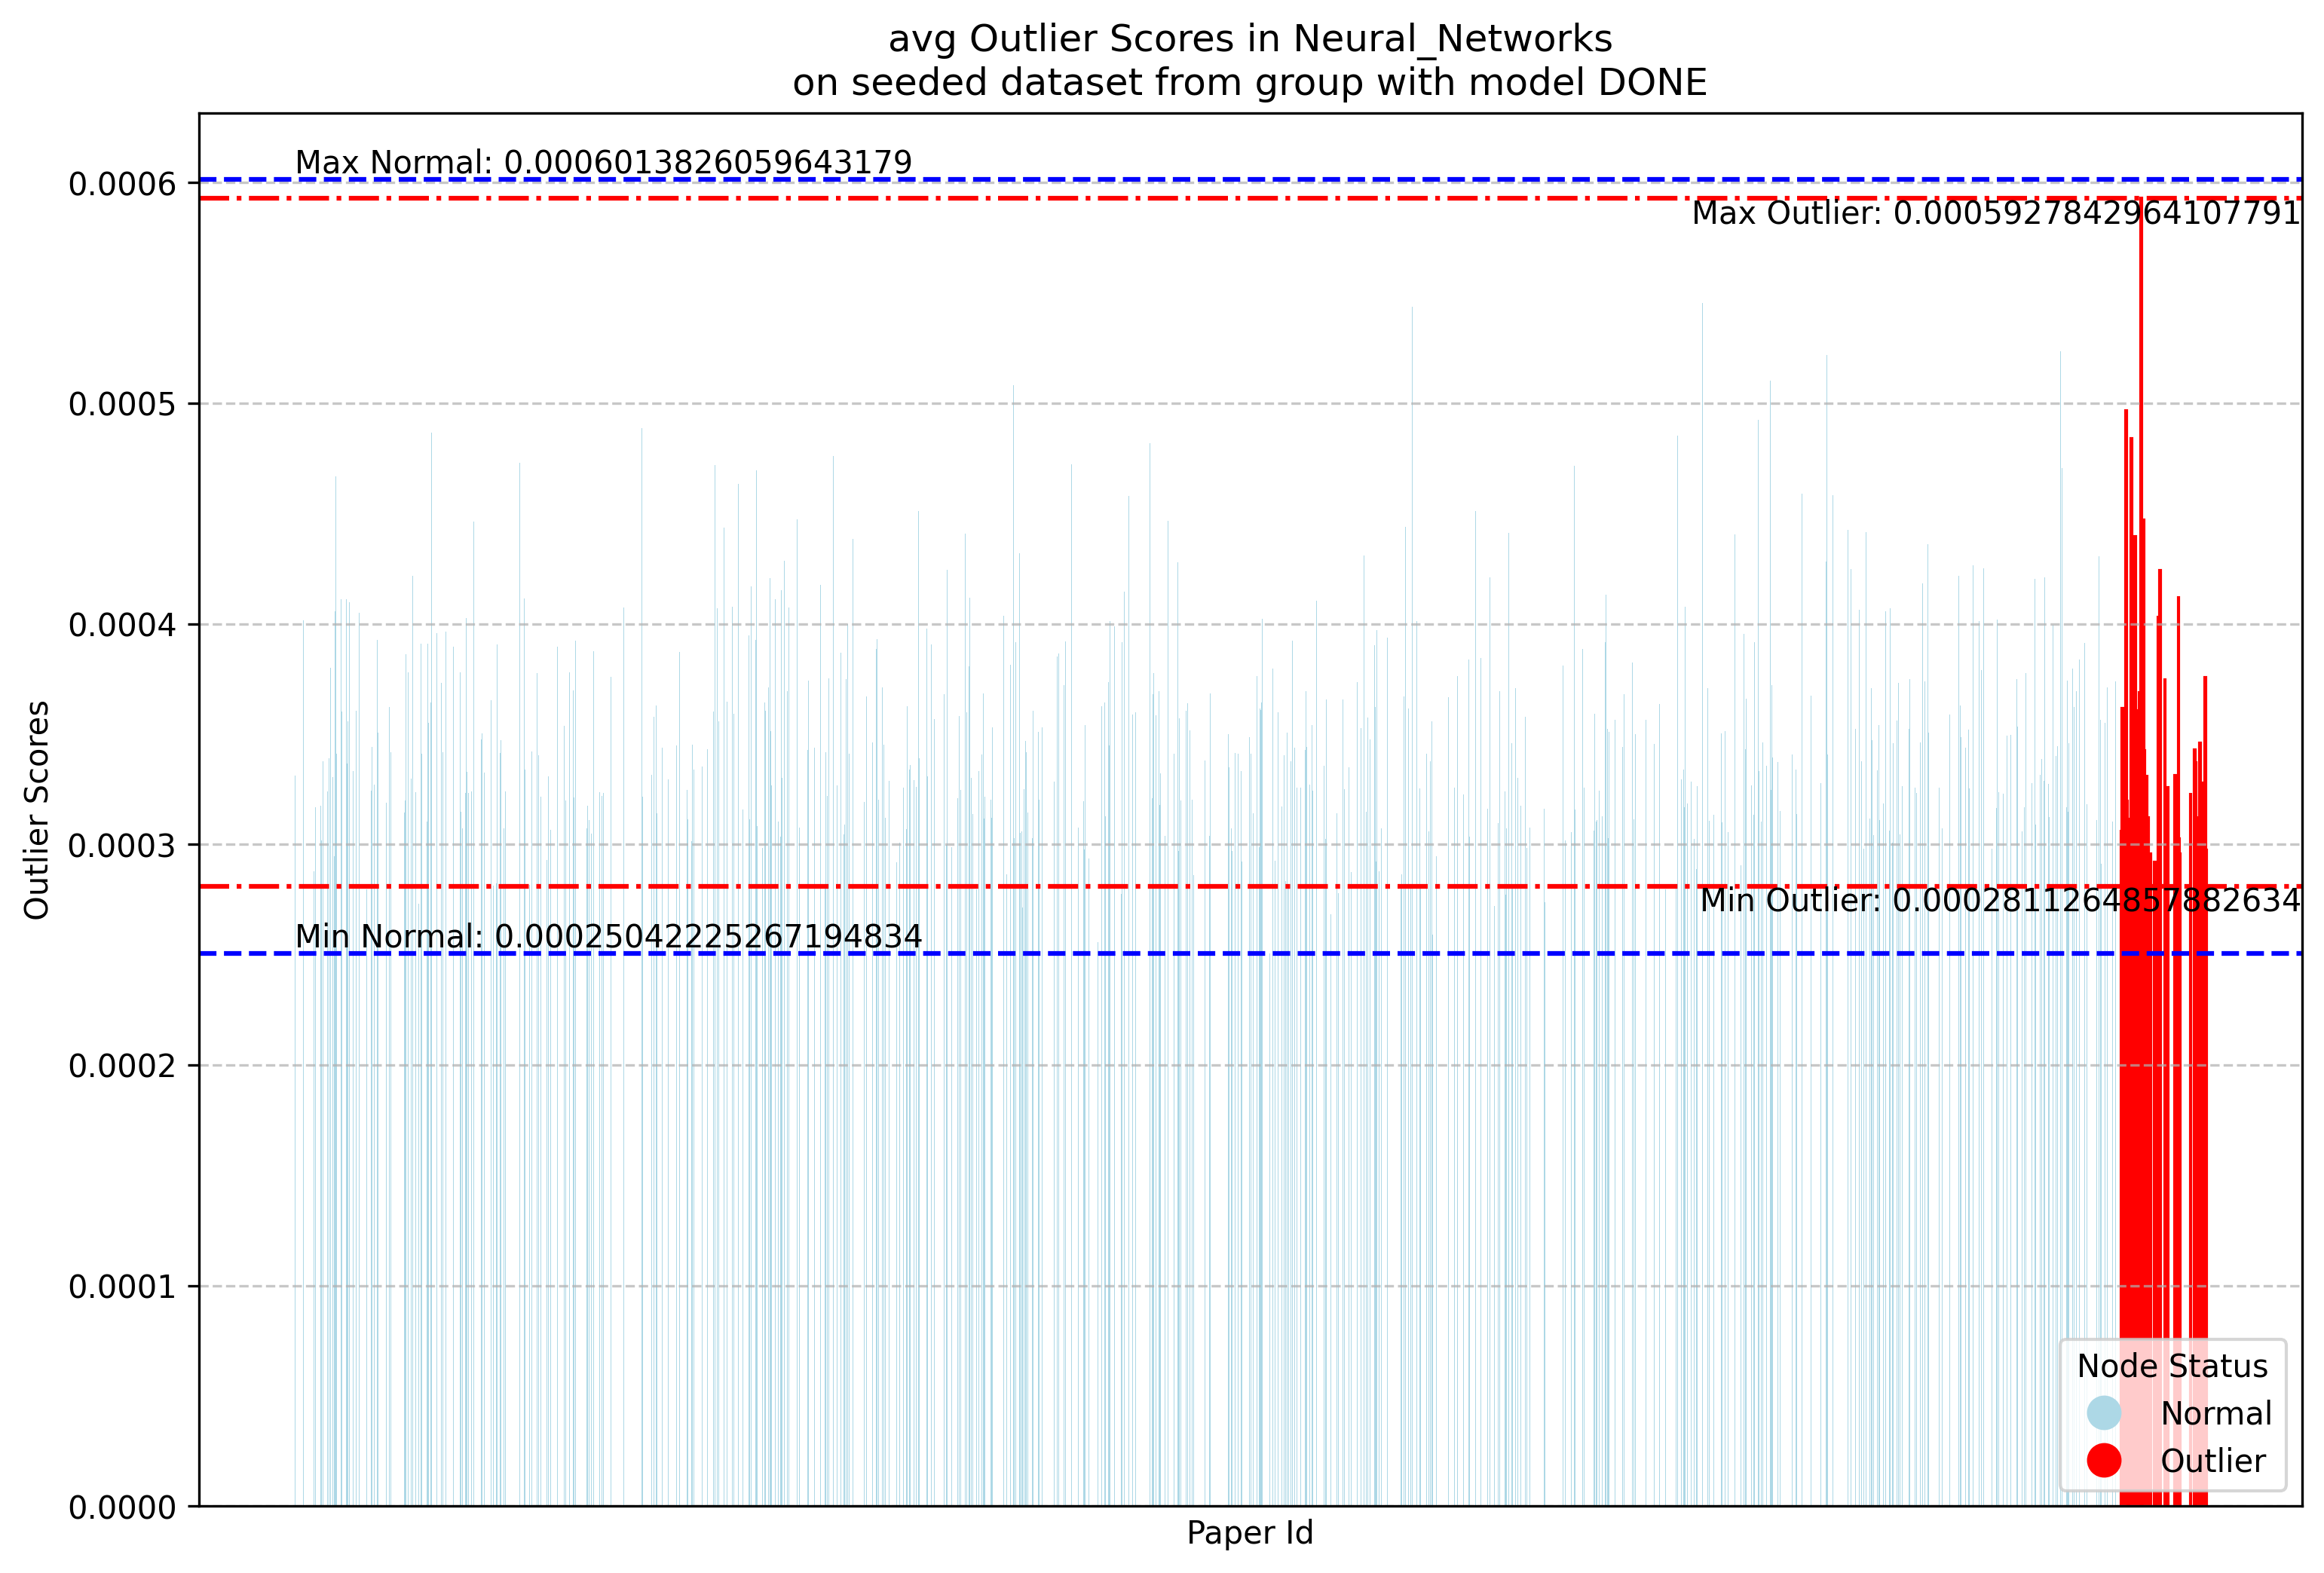 avg Outlier Scores in Neural_Networks
on seeded dataset from group with model DONE
Max Normal: 0.0006013826059643179
0.0006
Max Outlier: 0.0005927842964107791
0.0005
0.0004
0.0003
Min Outlier: 0.0002811264857882634
Min Normal: 0.00025042225267194834
0.0002
0.0001
0.0000
Outlier Scores
Paper Id
Node Status
Normal
Outlier